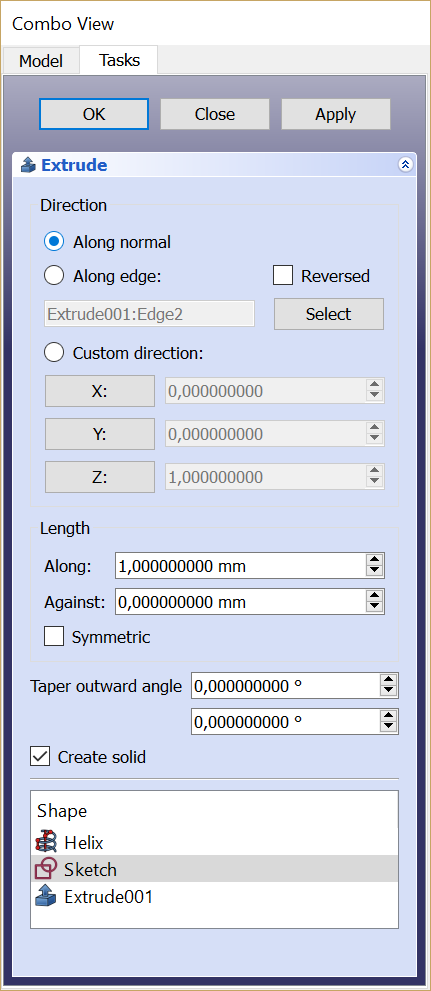 Combo View
Model Tasks
OK Close Apply
Extrude
Direction
Along normal
Along edge: Reversed
Extrude001:Edge2 Select
Custom direction:
X: 0,000000000
Y: 0,000000000
Z: 1,000000000
Length
Along: 1,000000000 mm
Against: 0,000000000 mm
Symmetric
Taper outward angle 0,000000000 °
0,000000000 °
Create solid
Shape
Helix
Sketch
Extrude001